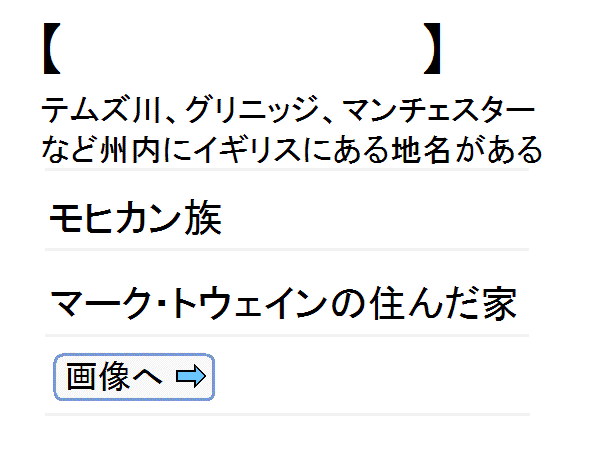 【　　　　　　　　　　】
テムズ川、グリニッジ、マンチェスター
など州内にイギリスにある地名がある
モヒカン族
マーク・トウェインの住んだ家
画像へ ⇨